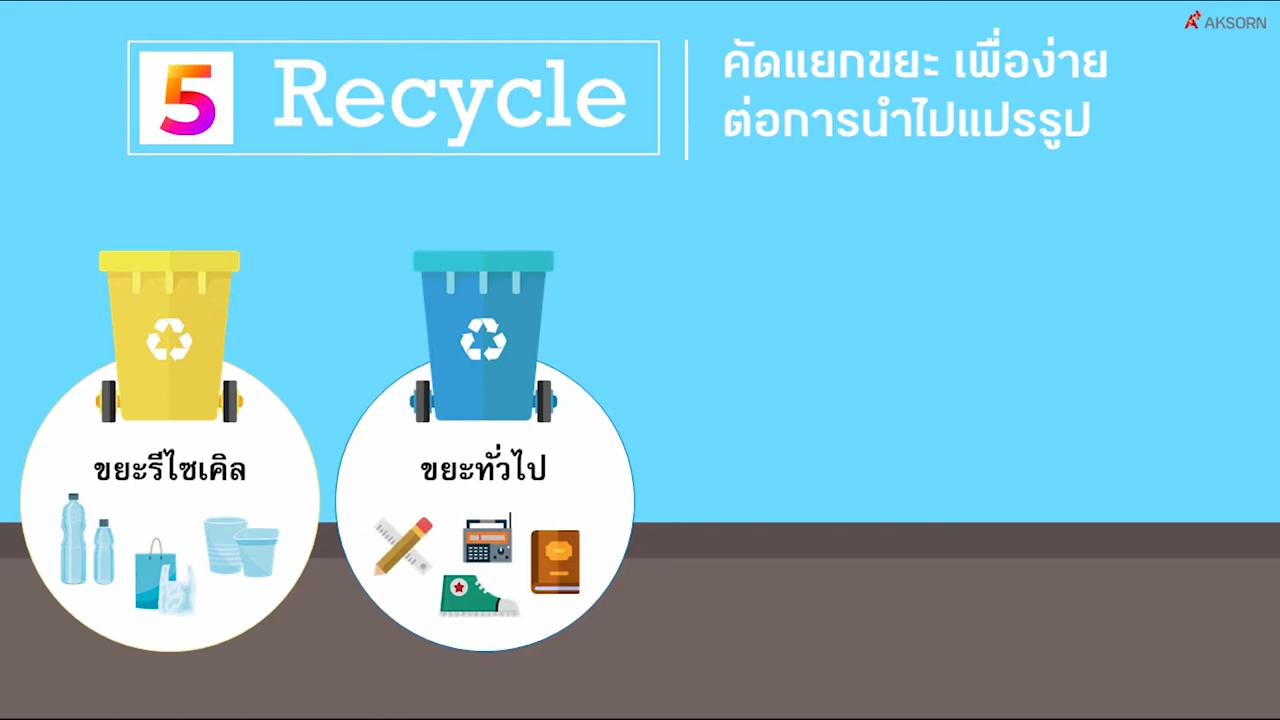 AKSORN
5 Recycle
คัดแยกขยะ เพื่อง่าย
ต่อการนำไปแปรรูป
ขยะรีไซเคิล
ขยะทั่วไป